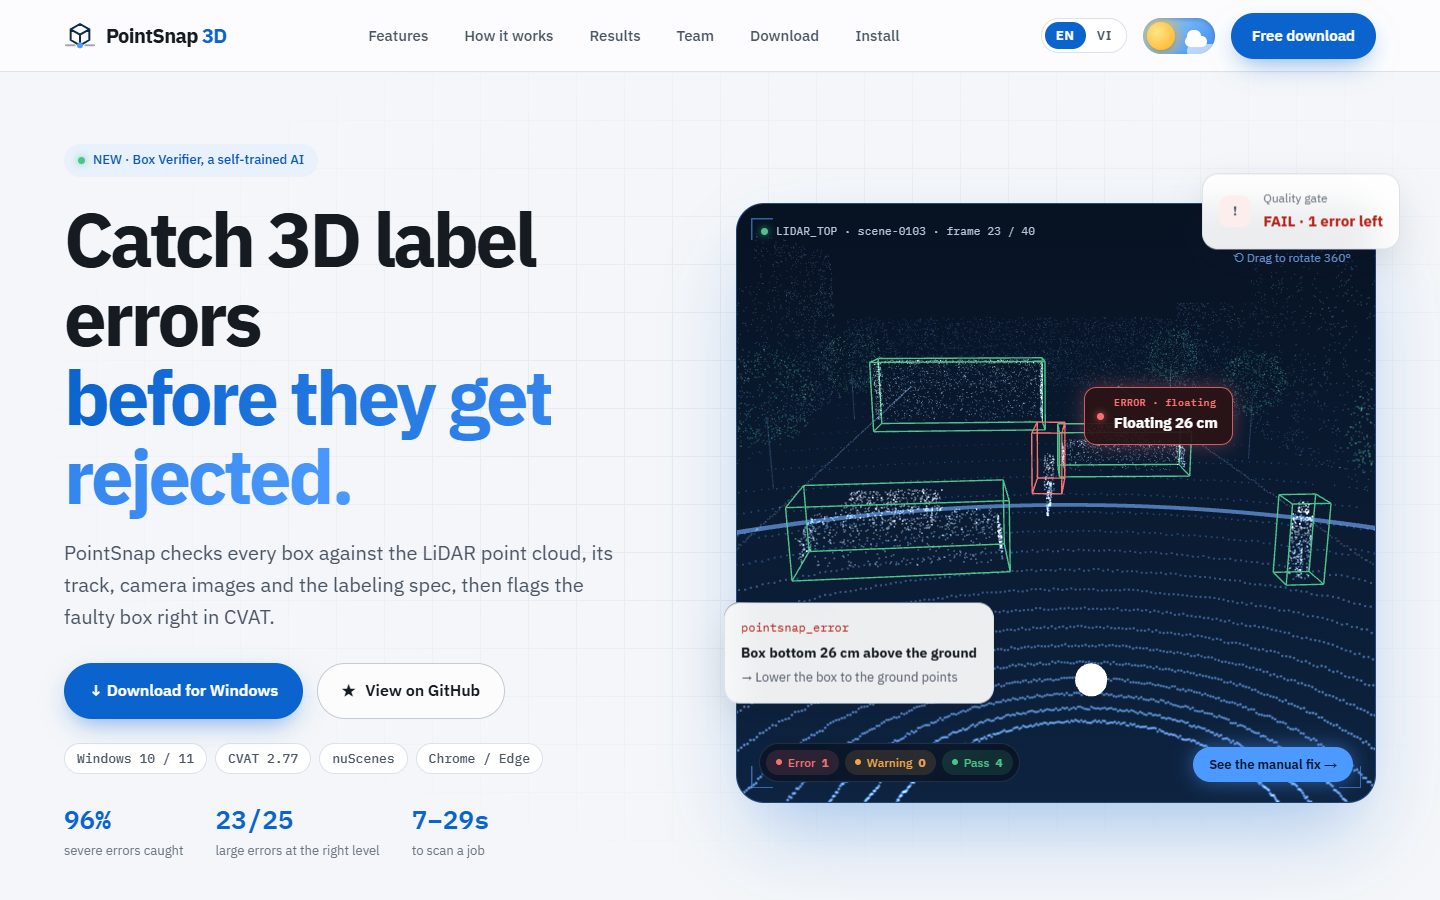 PointSnap 3D
Features
How it works
Results
Team
Download
Install
EN
VI
Free download
NEW · Box Verifier, a self-trained AI
Catch 3D label
errors
before they get
rejected.
PointSnap checks every box against the LiDAR point cloud, its
track, camera images and the labeling spec, then flags the
faulty box right in CVAT.
↓ Download for Windows
★ View on GitHub
Windows 10 / 11
CVAT 2.77
nuScenes
Chrome / Edge
96%
severe errors caught
23/25
large errors at the right level
7–29s
to scan a job
LIDAR_TOP · scene-0103 · frame 23 / 40
!
Quality gate
FAIL · 1 error left
Drag to rotate 360°
ERROR · floating
Floating 26 cm
pointsnap_error
Box bottom 26 cm above the ground
→ Lower the box to the ground points
Error 1
Warning 0
Pass 4
See the manual fix →